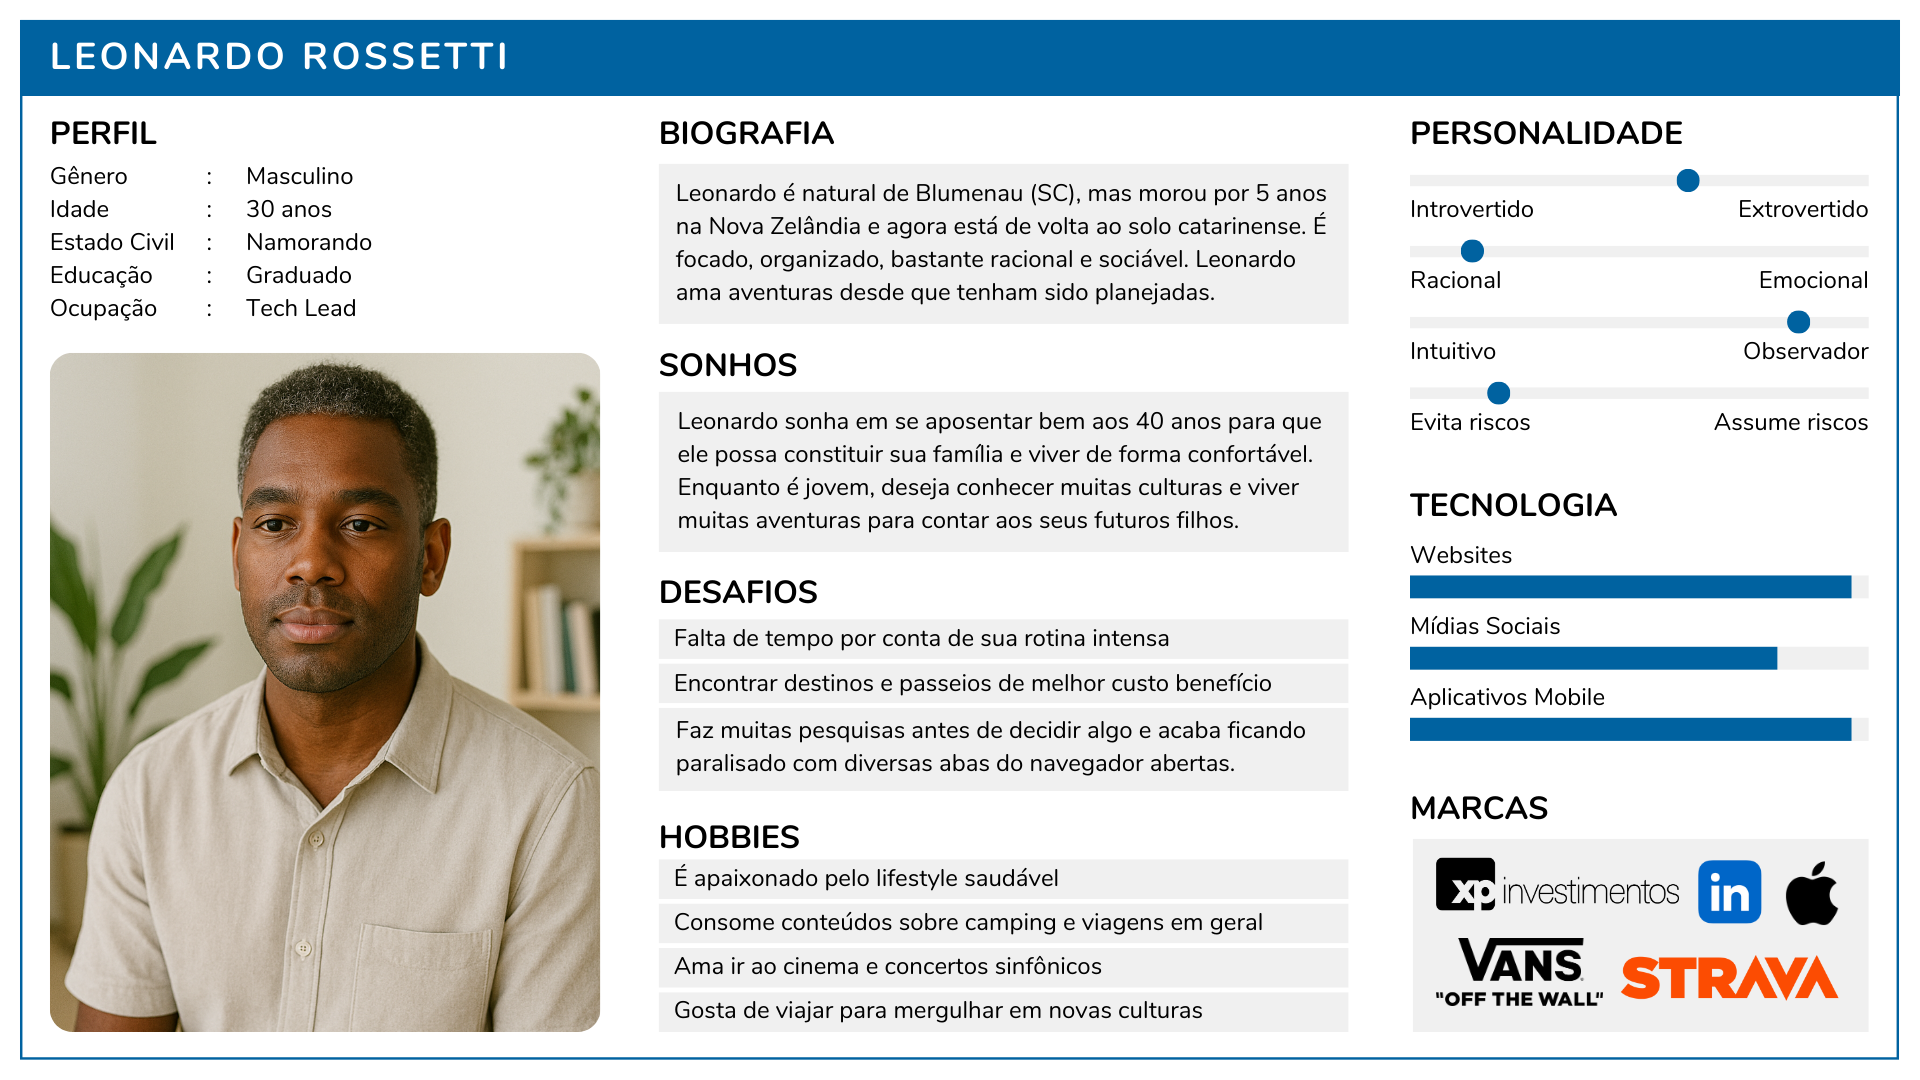 LEONARDO ROSSETTI
PERFIL
Gênero : Masculino
Idade : 30 anos
Estado Civil : Namorando
Educação : Graduado
Ocupação : Tech Lead
BIOGRAFIA
Leonardo é natural de Blumenau (SC), mas morou por 5 anos
na Nova Zelândia e agora está de volta ao solo catarinense. É
focado, organizado, bastante racional e sociável. Leonardo
ama aventuras desde que tenham sido planejadas.
SONHOS
Leonardo sonha em se aposentar bem aos 40 anos para que
ele possa constituir sua família e viver de forma confortável.
Enquanto é jovem, deseja conhecer muitas culturas e viver
muitas aventuras para contar aos seus futuros filhos.
DESAFIOS
Falta de tempo por conta de sua rotina intensa
Encontrar destinos e passeios de melhor custo benefício
Faz muitas pesquisas antes de decidir algo e acaba ficando
paralisado com diversas abas do navegador abertas.
HOBBIES
É apaixonado pelo lifestyle saudável
Consome conteúdos sobre camping e viagens em geral
Ama ir ao cinema e concertos sinfônicos
Gosta de viajar para mergulhar em novas culturas
PERSONALIDADE
Introvertido Extrovertido
Racional Emocional
Intuitivo Observador
Evita riscos Assume riscos
TECNOLOGIA
Websites
Mídias Sociais
Aplicativos Mobile
MARCAS
xp investimentos in
VANS
"OFF THE WALL"
STRAVA